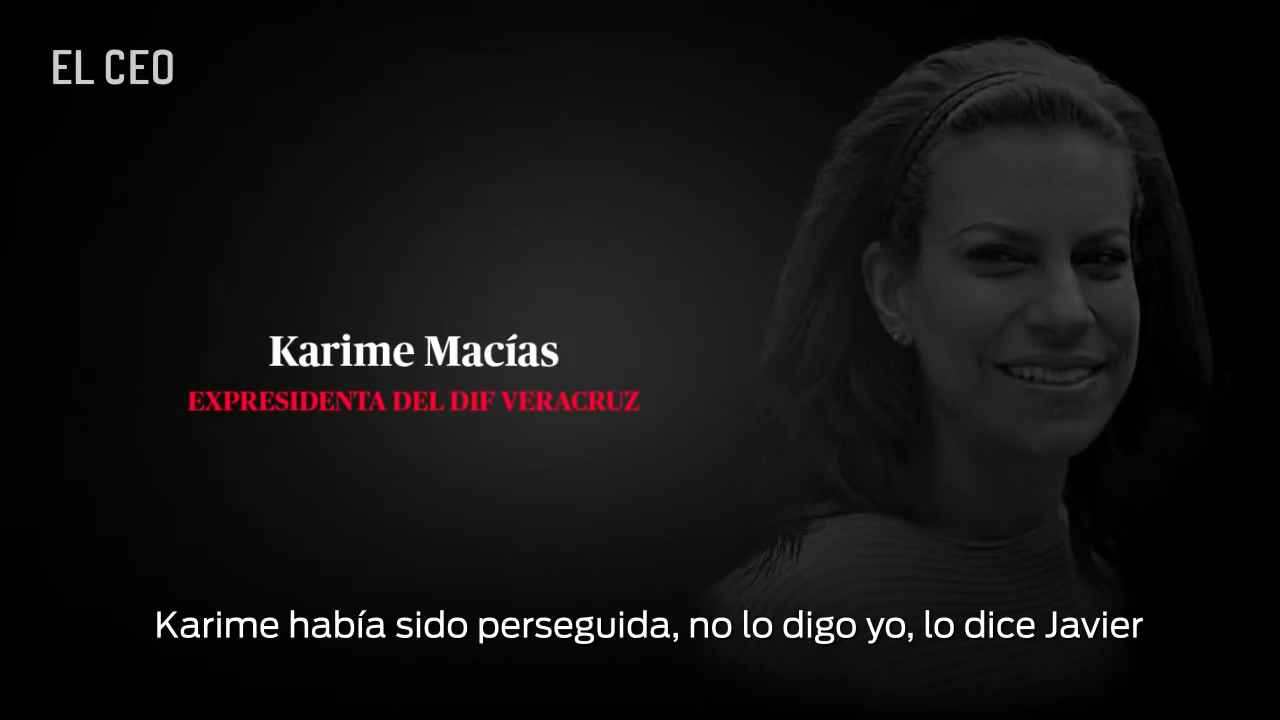 EL CEO
Karime Macías
EXPRESIDENTA DEL DIF VERACRUZ
Karime había sido perseguida, no lo digo yo, lo dice Javier